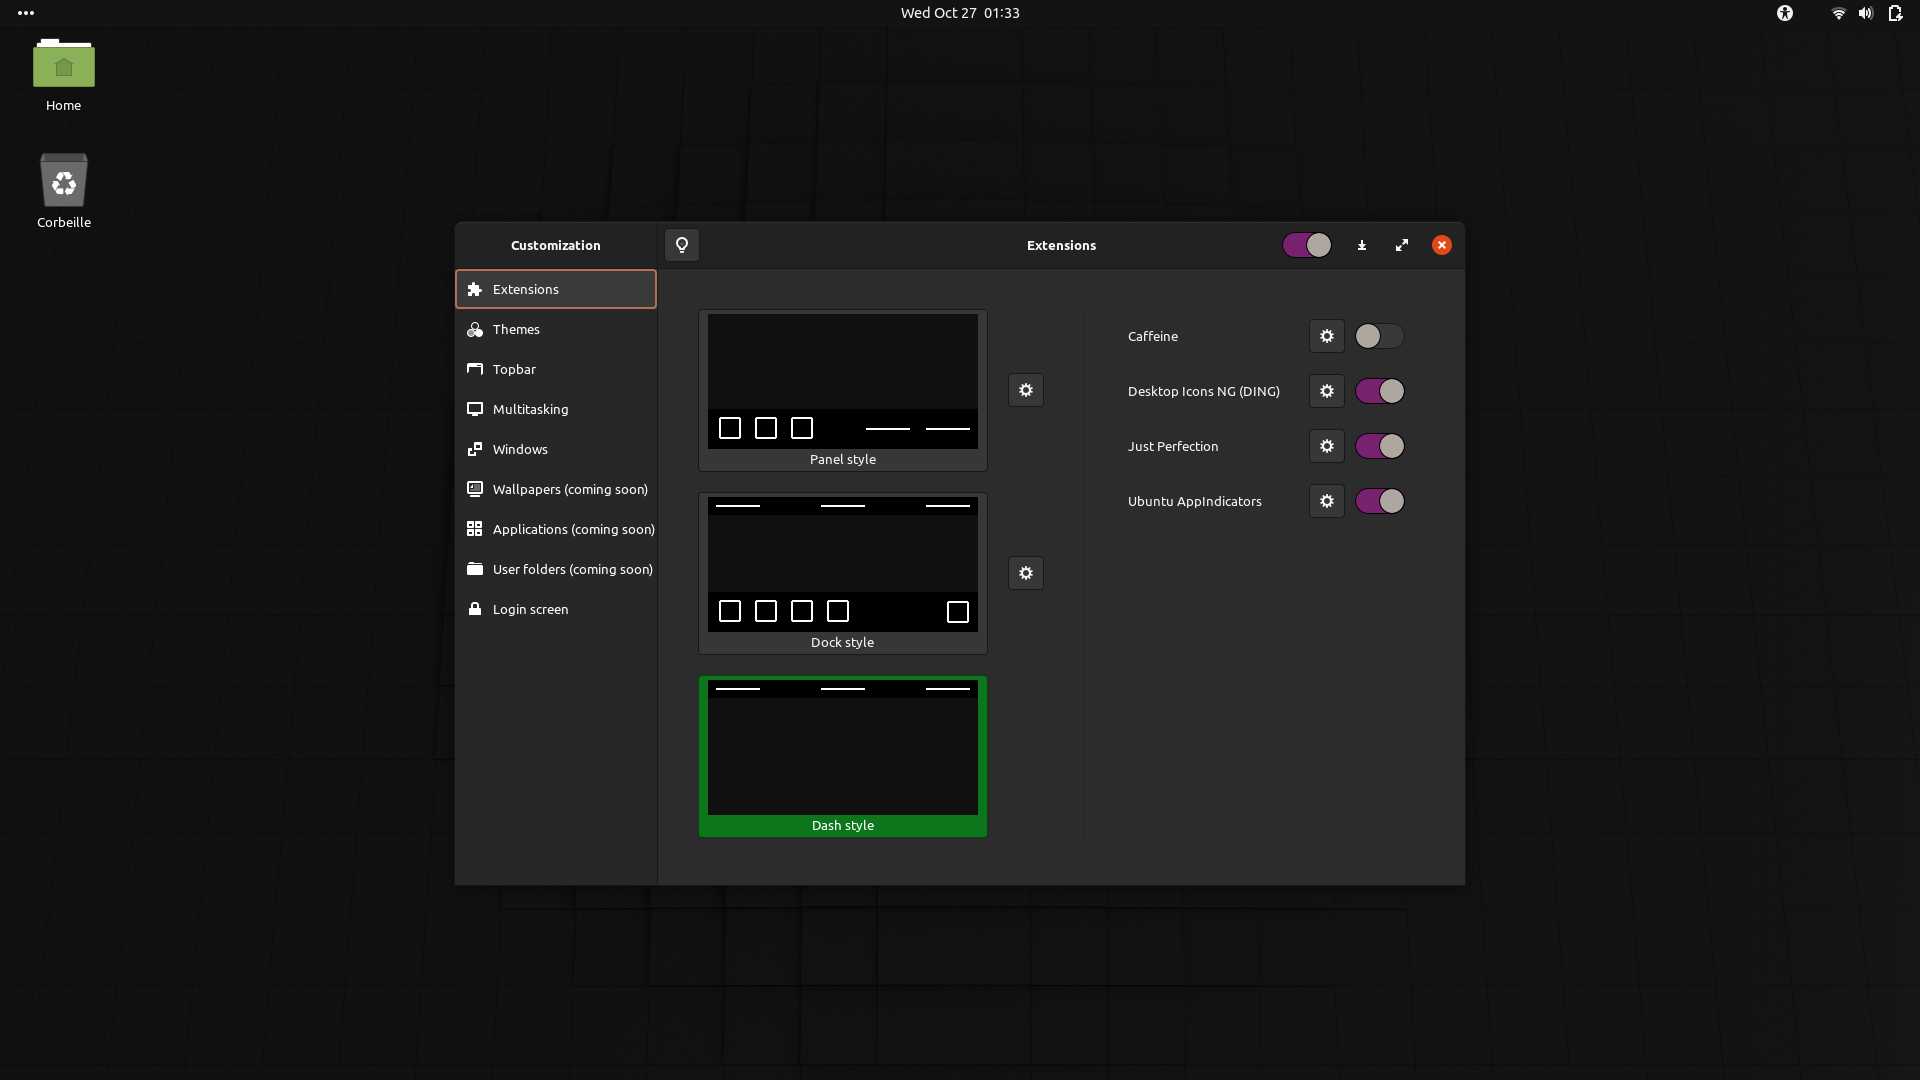 Wed Oct 27  01:33
Home
Corbeille
Customization
Extensions
Extensions
Themes
Topbar
Multitasking
Windows
Wallpapers (coming soon)
Applications (coming soon)
User folders (coming soon)
Login screen
Panel style
Dock style
Dash style
Caffeine
Desktop Icons NG (DING)
Just Perfection
Ubuntu AppIndicators